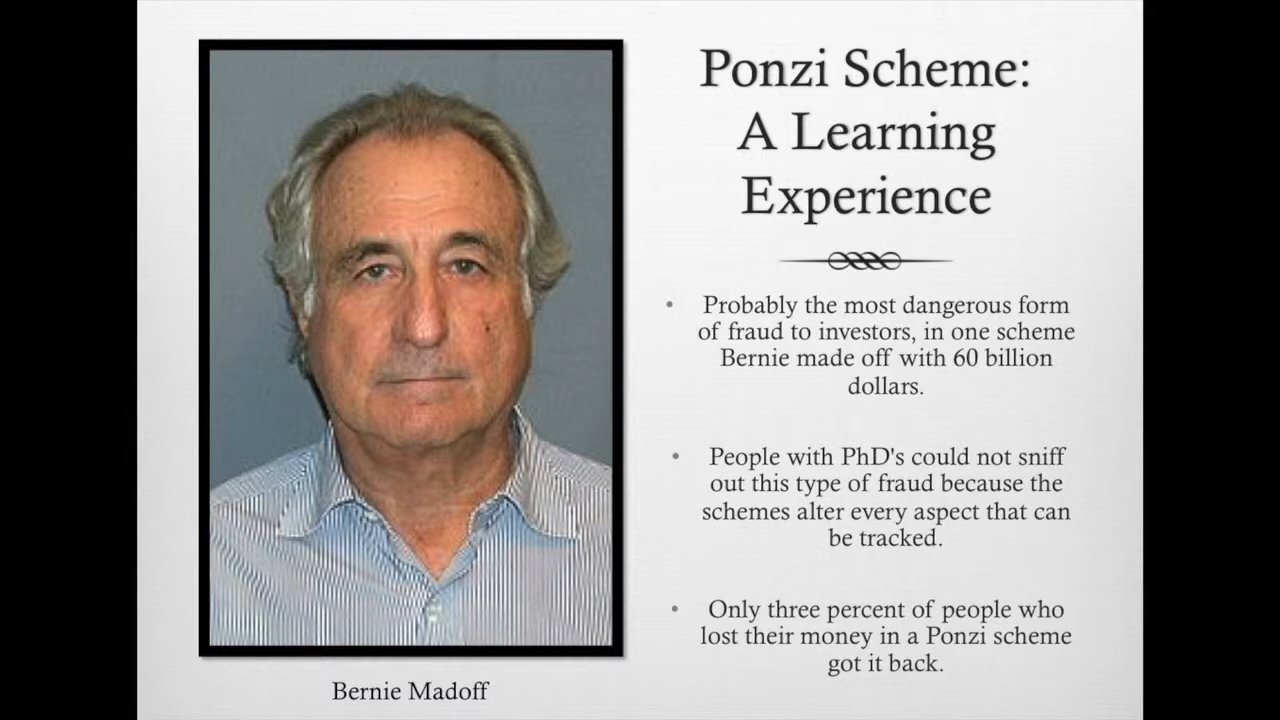 Ponzi Scheme:
A Learning
Experience
• Probably the most dangerous form
of fraud to investors, in one scheme
Bernie made off with 60 billion
dollars.
• People with PhD's could not sniff
out this type of fraud because the
schemes alter every aspect that can
be tracked.
• Only three percent of people who
lost their money in a Ponzi scheme
got it back.
Bernie Madoff